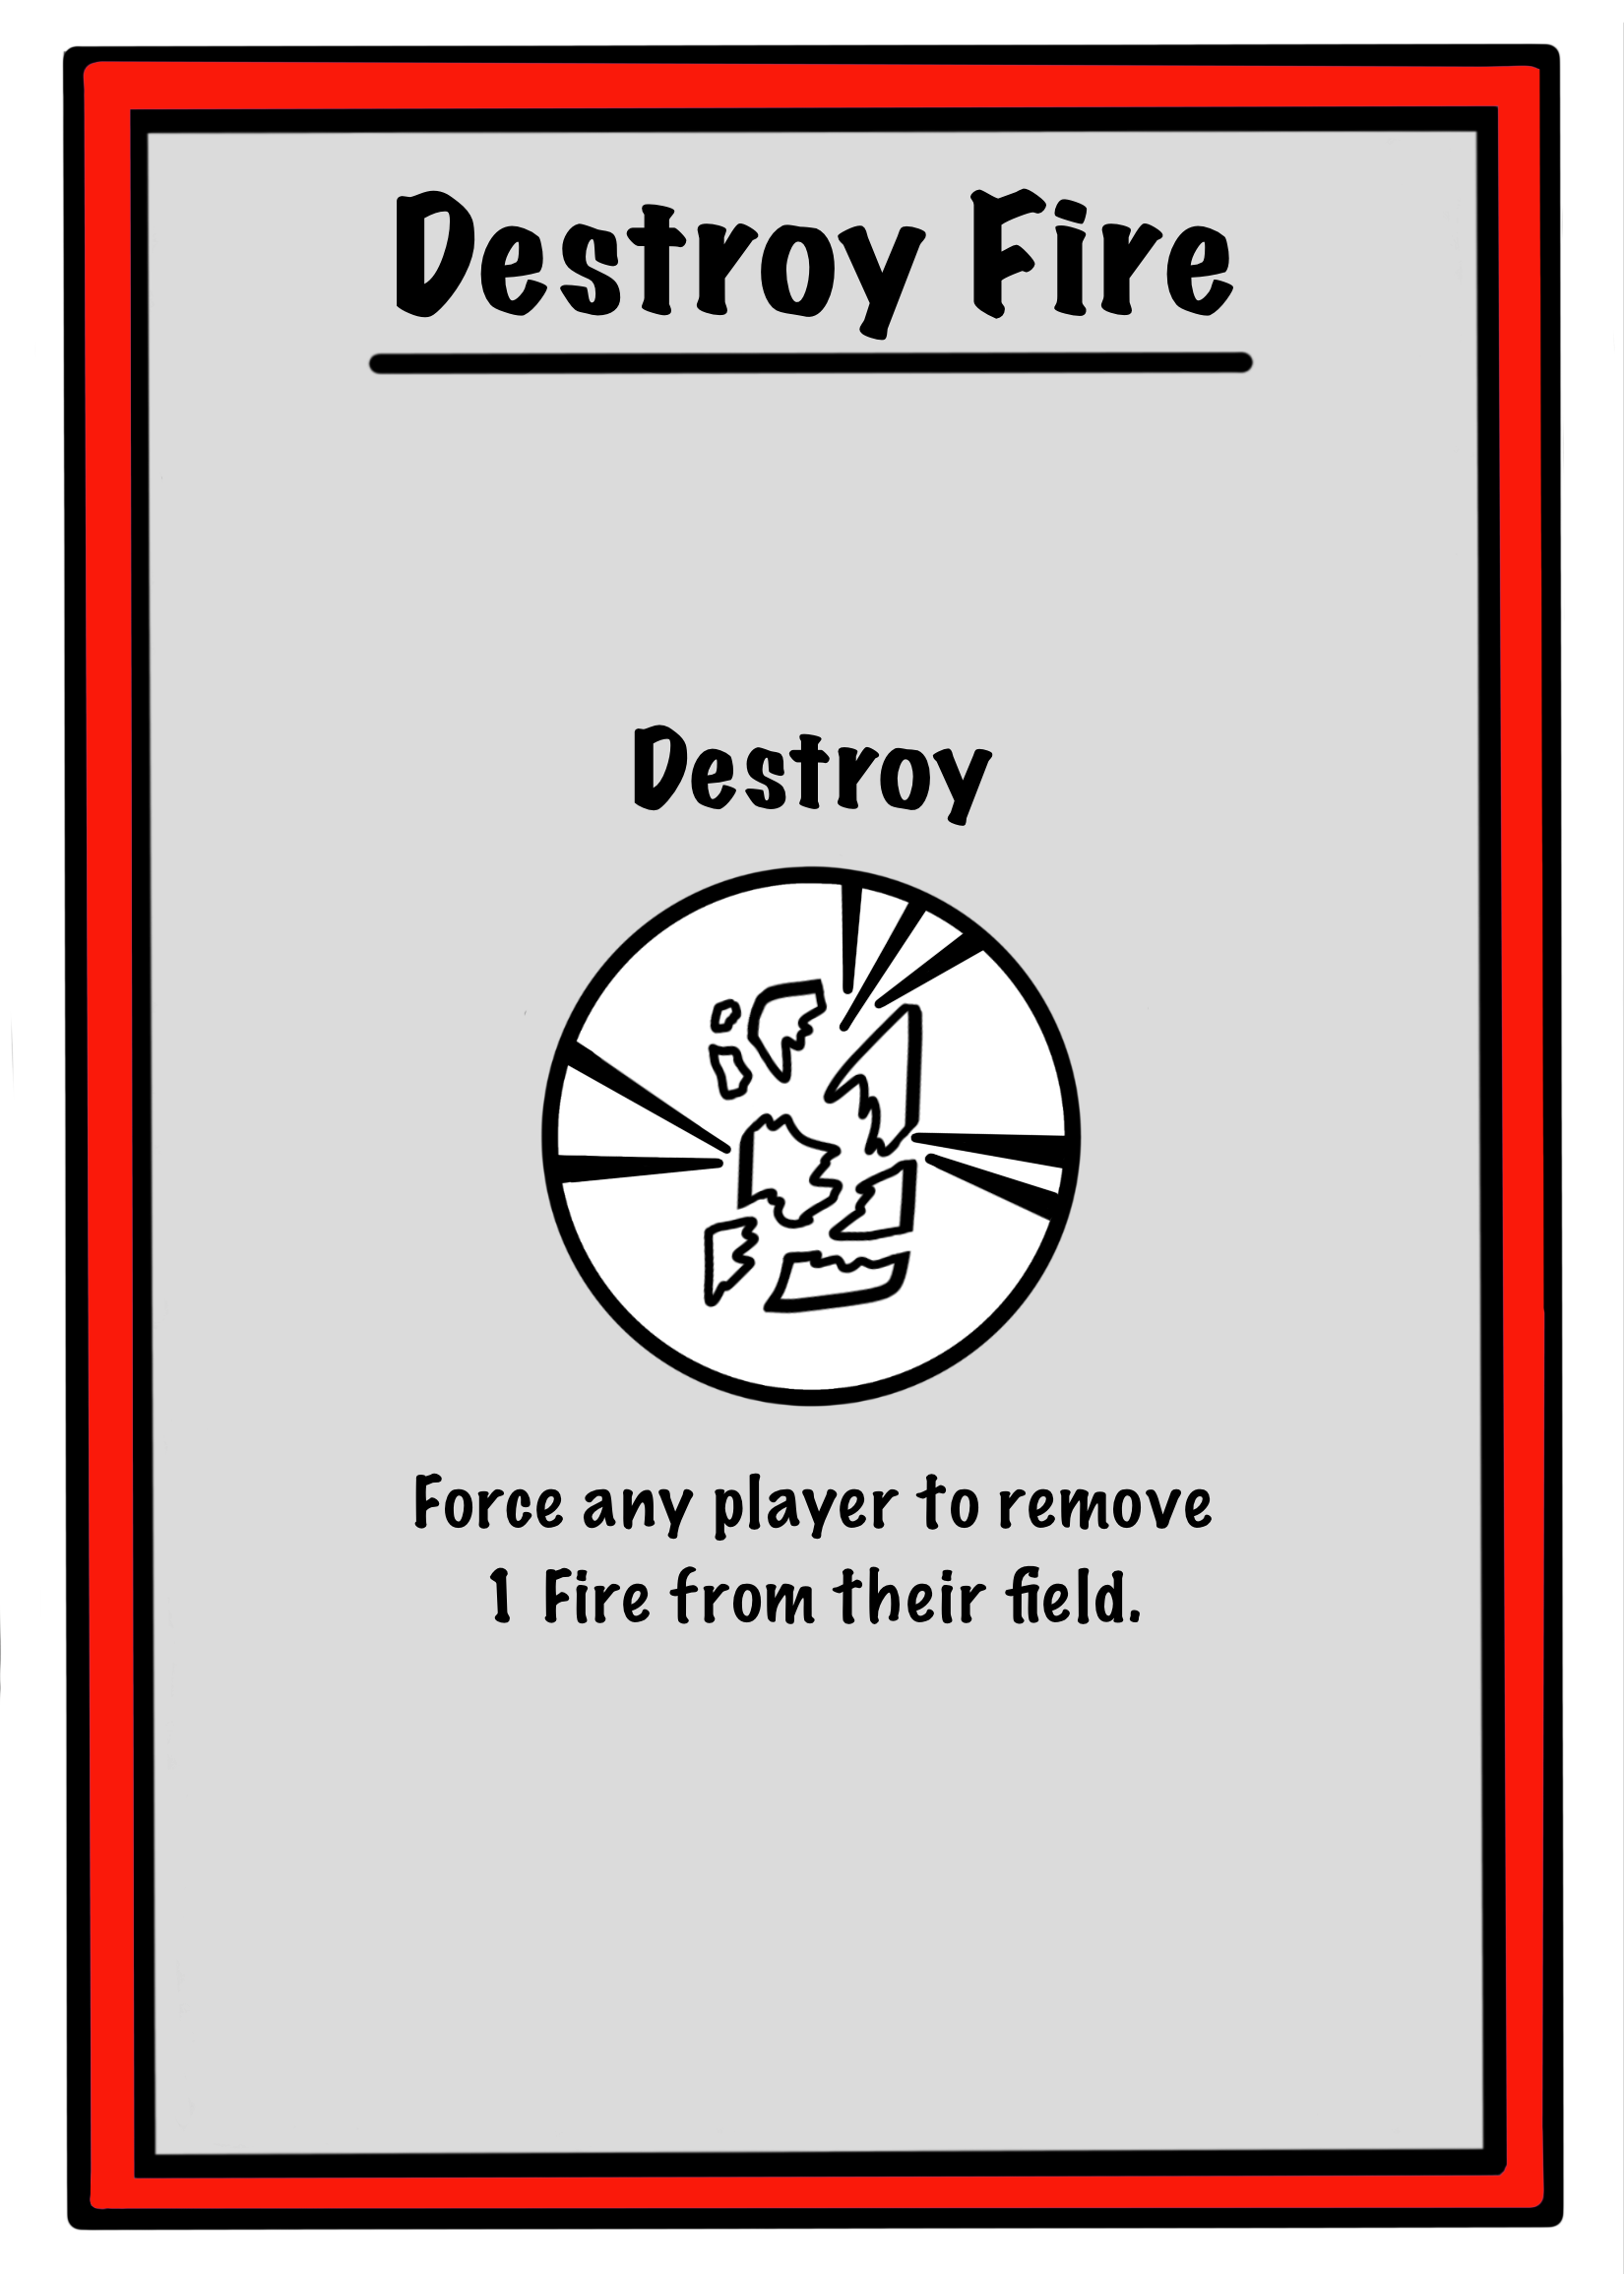 Destroy Fire
Destroy
Force any player to remove
1 Fire from their field.